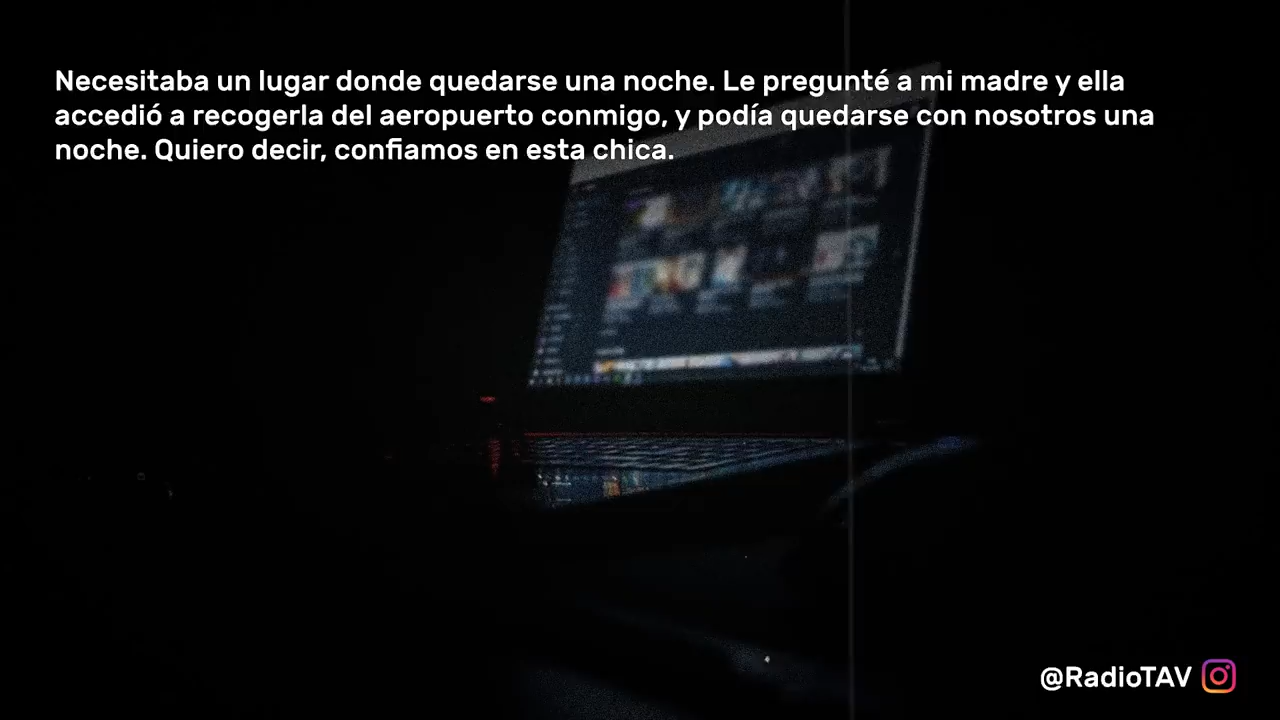 Necesitaba un lugar donde quedarse una noche. Le pregunté a mi madre y ella
accedió a recogerla del aeropuerto conmigo, y podía quedarse con nosotros una
noche. Quiero decir, confiamos en esta chica.
@RadioTAV